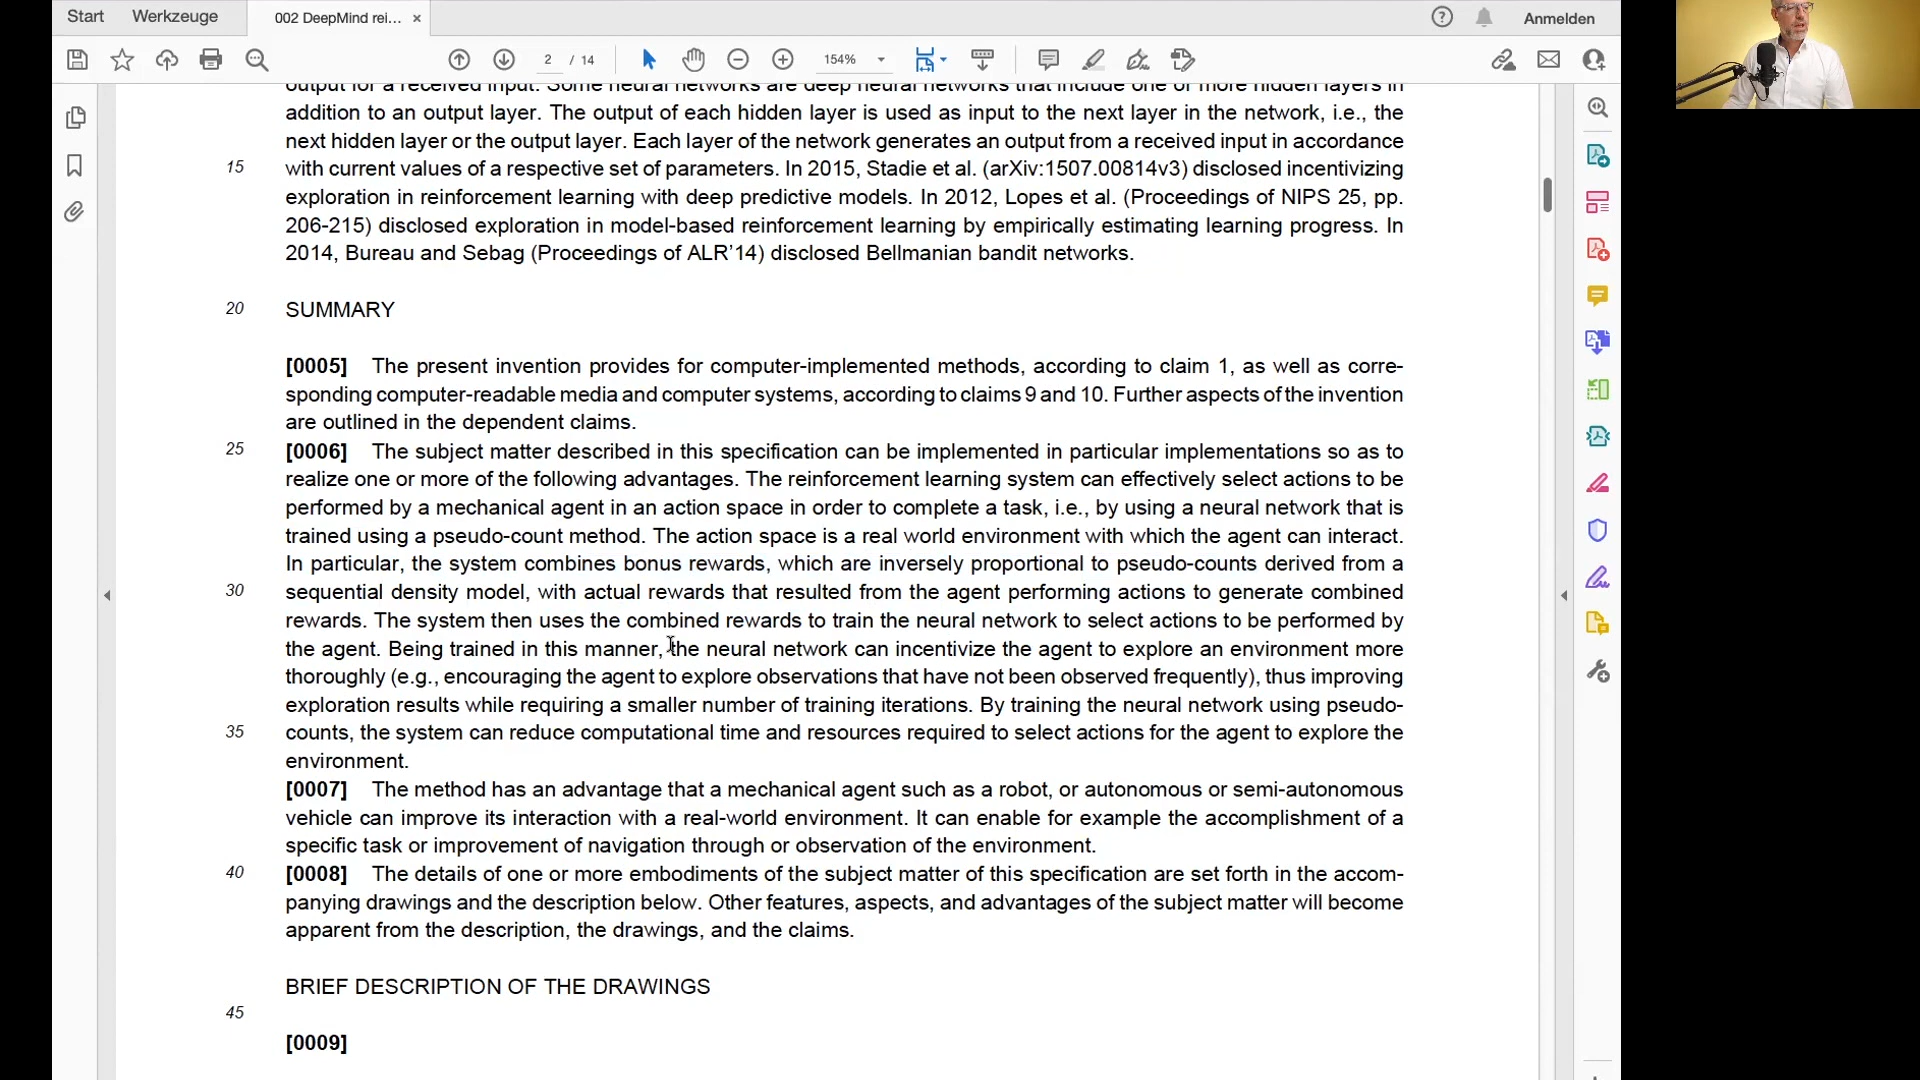 Start
Werkzeuge
002 DeepMind rei...
Anmelden
2 / 14
154%
output for a received input. Some neural networks are deep neural networks that include one or more hidden layers in
addition to an output layer. The output of each hidden layer is used as input to the next layer in the network, i.e., the
next hidden layer or the output layer. Each layer of the network generates an output from a received input in accordance
15 with current values of a respective set of parameters. In 2015, Stadie et al. (arXiv:1507.00814v3) disclosed incentivizing
exploration in reinforcement learning with deep predictive models. In 2012, Lopes et al. (Proceedings of NIPS 25, pp.
206-215) disclosed exploration in model-based reinforcement learning by empirically estimating learning progress. In
2014, Bureau and Sebag (Proceedings of ALR’14) disclosed Bellmanian bandit networks.
20 SUMMARY
[0005] The present invention provides for computer-implemented methods, according to claim 1, as well as corre-
sponding computer-readable media and computer systems, according to claims 9 and 10. Further aspects of the invention
are outlined in the dependent claims.
25 [0006] The subject matter described in this specification can be implemented in particular implementations so as to
realize one or more of the following advantages. The reinforcement learning system can effectively select actions to be
performed by a mechanical agent in an action space in order to complete a task, i.e., by using a neural network that is
trained using a pseudo-count method. The action space is a real world environment with which the agent can interact.
In particular, the system combines bonus rewards, which are inversely proportional to pseudo-counts derived from a
30 sequential density model, with actual rewards that resulted from the agent performing actions to generate combined
rewards. The system then uses the combined rewards to train the neural network to select actions to be performed by
the agent. Being trained in this manner, the neural network can incentivize the agent to explore an environment more
thoroughly (e.g., encouraging the agent to explore observations that have not been observed frequently), thus improving
exploration results while requiring a smaller number of training iterations. By training the neural network using pseudo-
35 counts, the system can reduce computational time and resources required to select actions for the agent to explore the
environment.
[0007] The method has an advantage that a mechanical agent such as a robot, or autonomous or semi-autonomous
vehicle can improve its interaction with a real-world environment. It can enable for example the accomplishment of a
specific task or improvement of navigation through or observation of the environment.
40 [0008] The details of one or more embodiments of the subject matter of this specification are set forth in the accom-
panying drawings and the description below. Other features, aspects, and advantages of the subject matter will become
apparent from the description, the drawings, and the claims.
BRIEF DESCRIPTION OF THE DRAWINGS
45
[0009]